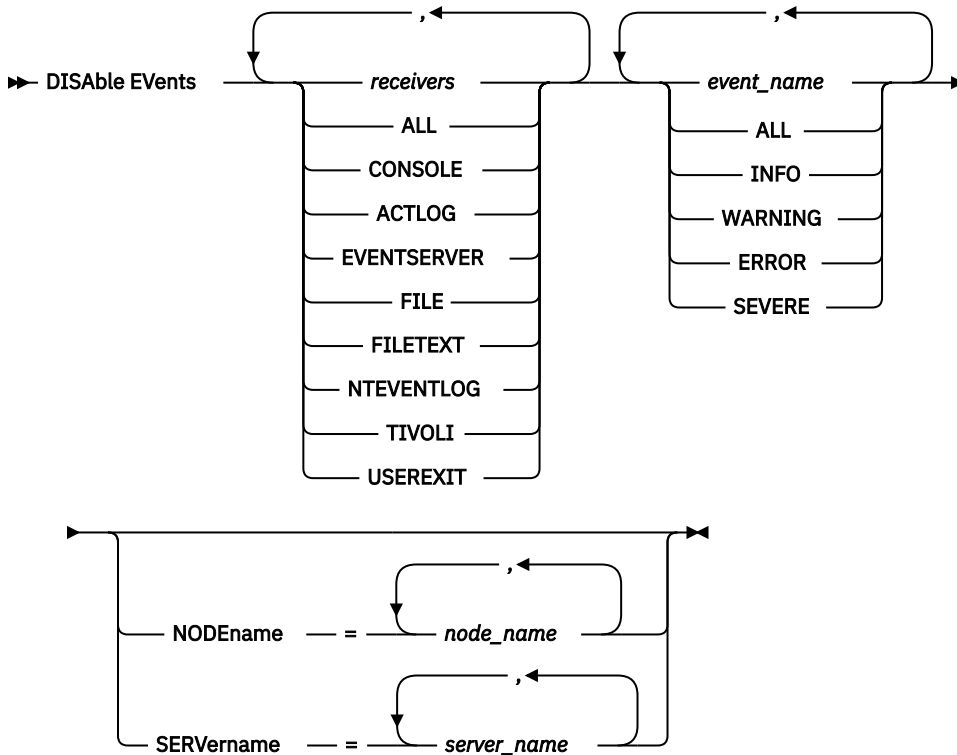 , ,
DISAble EVents receivers event_name
ALL ALL
CONSOLE INFO
ACTLOG WARNING
EVENTSERVER ERROR
FILE SEVERE
FILETEXT
NTEVENTLOG
TIVOLI
USEREXIT
,
NODEname = node_name
,
SERVername = server_name